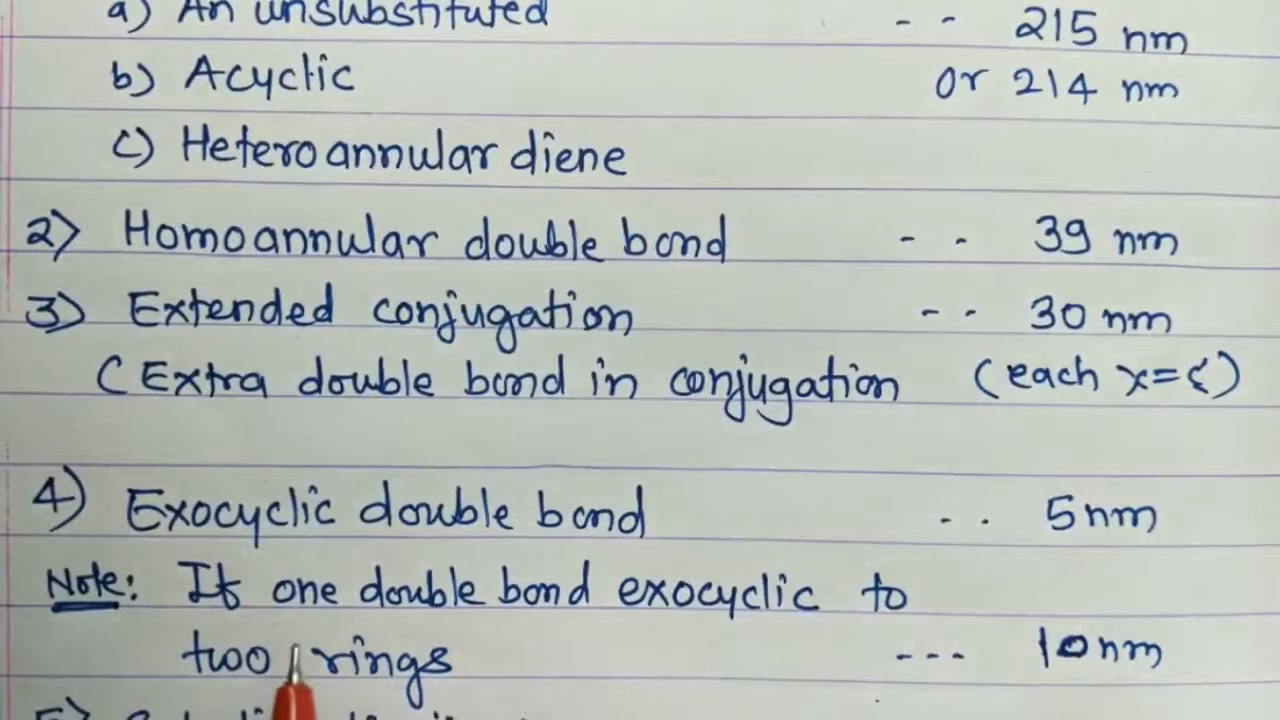 a) An unsubstituted -- 215 nm
b) Acyclic or 214 nm
c) Heteroannular diene
2) Homoannular double bond -- 39 nm
3) Extended conjugation -- 30 nm
(Extra double bond in conjugation (each >=<)
4) Exocyclic double bond .. 5nm
Note: If one double bond exocyclic to
two rings --- 10nm
5)